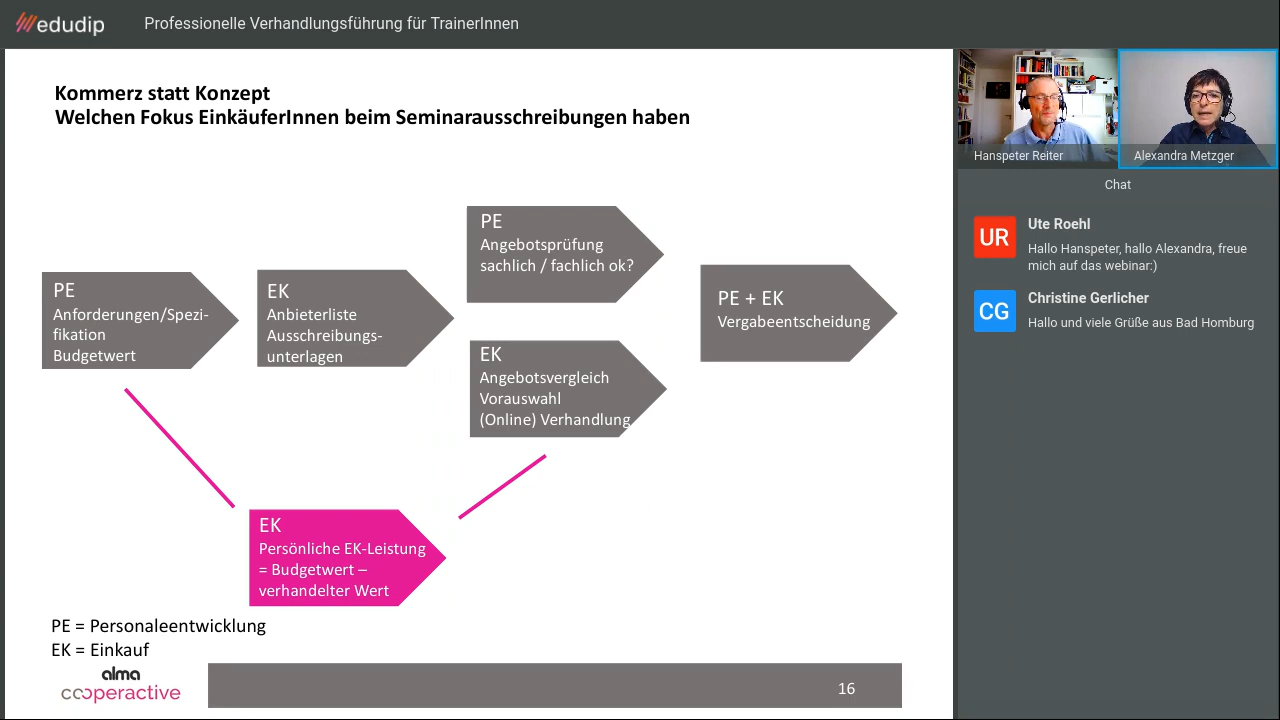 edudip
Professionelle Verhandlungsführung für TrainerInnen
Kommerz statt Konzept
Welchen Fokus EinkäuferInnen beim Seminarausschreibungen haben
PE
Anforderungen/Spezi-
fikation
Budgetwert
EK
Anbieterliste
Ausschreibungs-
unterlagen
PE
Angebotsprüfung
sachlich / fachlich ok?
EK
Angebotsvergleich
Vorauswahl
(Online) Verhandlung
PE + EK
Vergabeentscheidung
EK
Persönliche EK-Leistung
= Budgetwert –
verhandelter Wert
PE = Personaleentwicklung
EK = Einkauf
alma
cooperactive
16
Hanspeter Reiter
Alexandra Metzger
Chat
UR
Ute Roehl
Hallo Hanspeter, hallo Alexandra, freue
mich auf das webinar:)
CG
Christine Gerlicher
Hallo und viele Grüße aus Bad Homburg